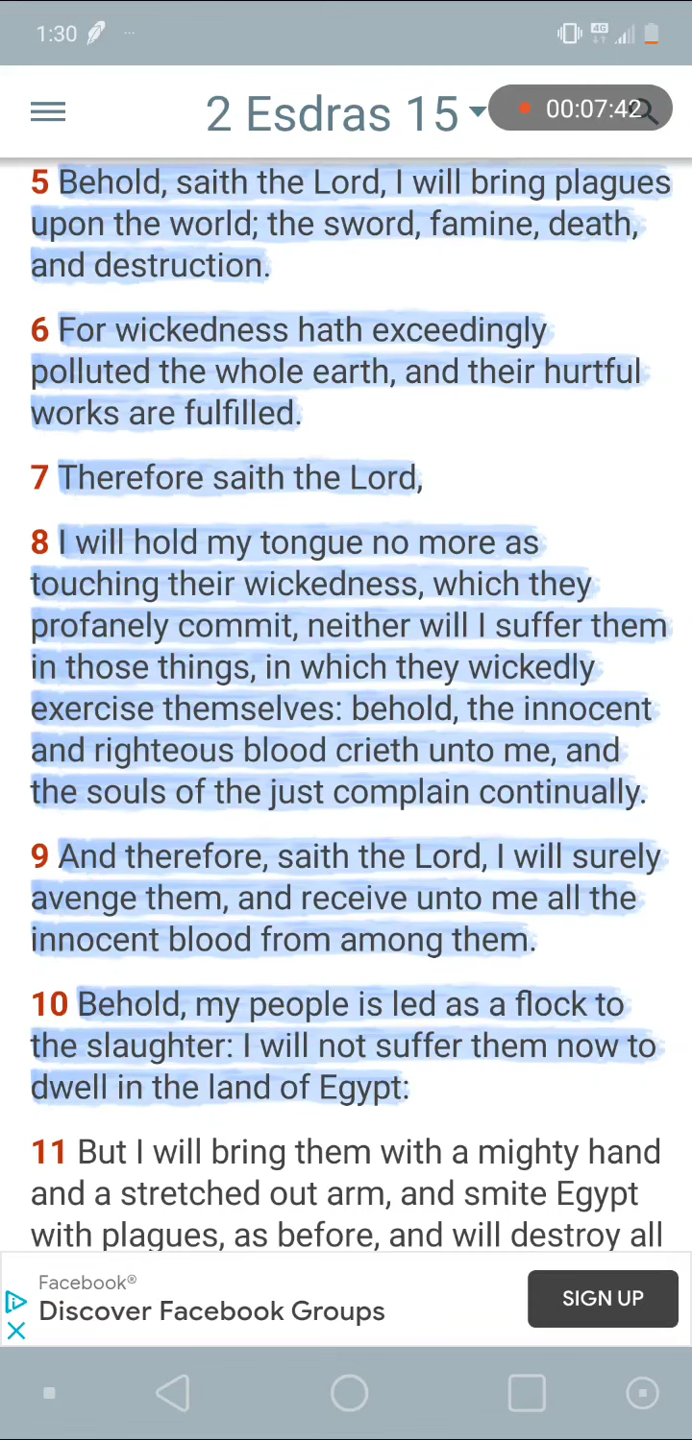 1:30
4G
2 Esdras 15
00:07:42
5 Behold, saith the Lord, I will bring plagues
upon the world; the sword, famine, death,
and destruction.
6 For wickedness hath exceedingly
polluted the whole earth, and their hurtful
works are fulfilled.
7 Therefore saith the Lord,
8 I will hold my tongue no more as
touching their wickedness, which they
profanely commit, neither will I suffer them
in those things, in which they wickedly
exercise themselves: behold, the innocent
and righteous blood crieth unto me, and
the souls of the just complain continually.
9 And therefore, saith the Lord, I will surely
avenge them, and receive unto me all the
innocent blood from among them.
10 Behold, my people is led as a flock to
the slaughter: I will not suffer them now to
dwell in the land of Egypt:
11 But I will bring them with a mighty hand
and a stretched out arm, and smite Egypt
with plagues, as before, and will destroy all
Facebook®
Discover Facebook Groups
SIGN UP